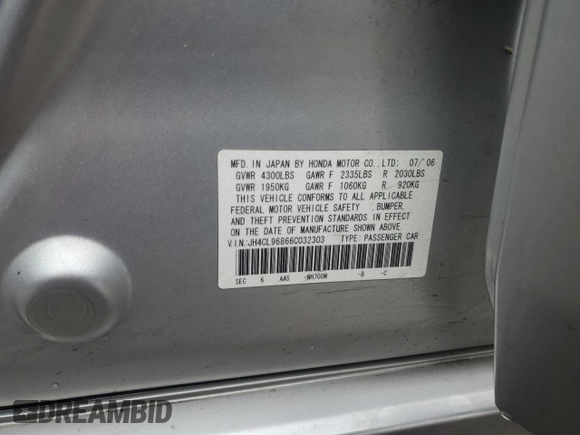 MFD. IN JAPAN BY HONDA MOTOR CO., LTD: 07/'06
GVWR 4300LBS GAWR F 2335LBS R 2030LBS
GVWR 1950KG GAWR F 1060KG R 920KG
THIS VEHICLE CONFORMS TO ALL APPLICABLE
FEDERAL MOTOR VEHICLE SAFETY, BUMPER,
AND THEFT PREVENTION STANDARDS IN EFFECT
ON THE DATE OF MANUFACTURE SHOWN ABOVE.
V.I.N.:JH4CL96866C032303 TYPE: PASSENGER CAR
SEC 6 AA5 -NH700M -B -C
DREAMBID